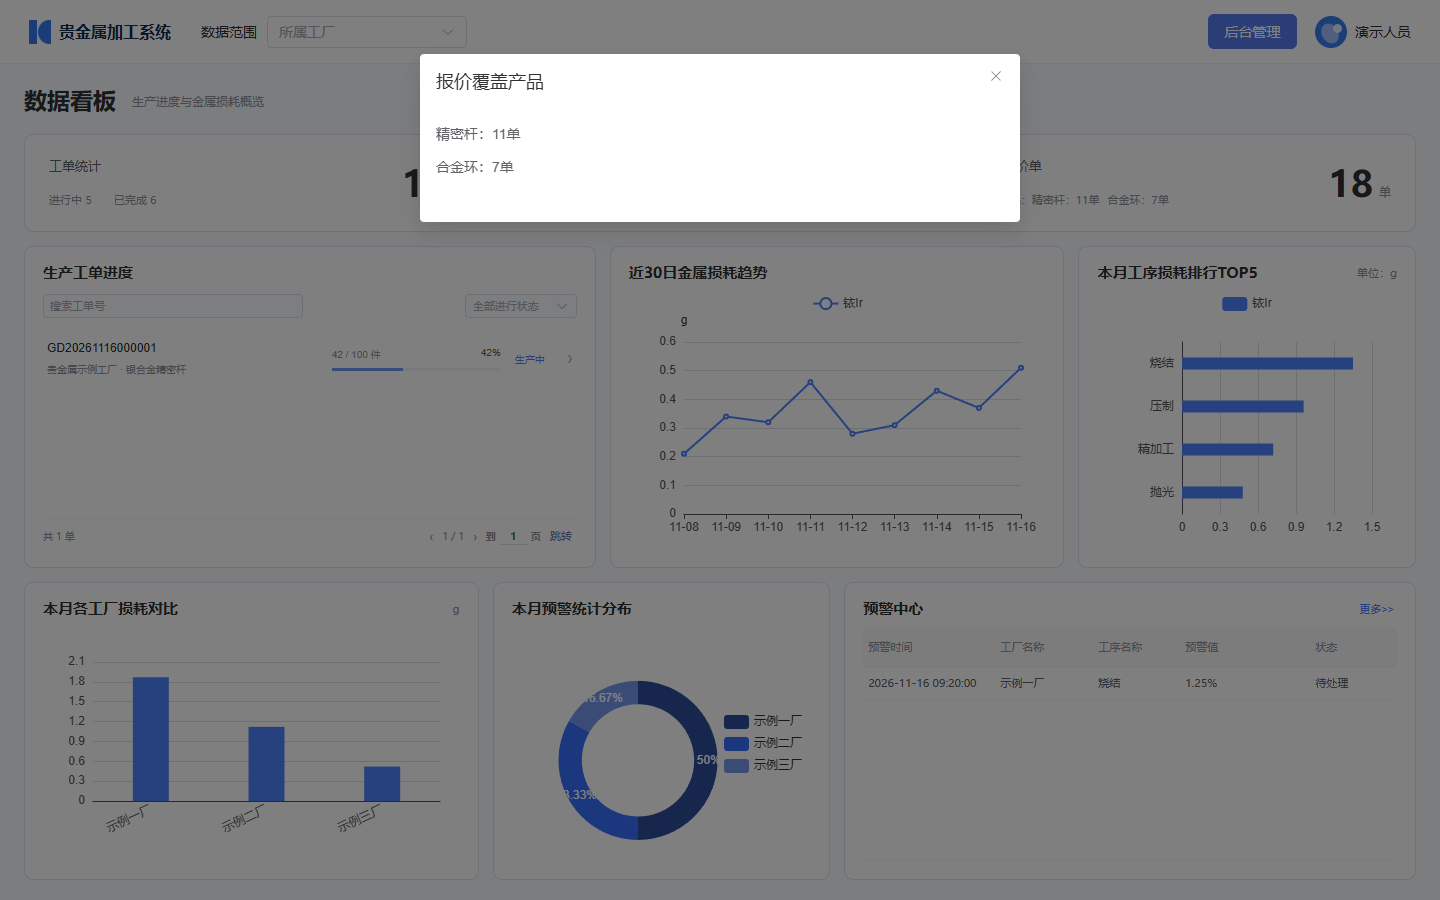 贵金属加工系统
数据范围
所属工厂
后台管理
演示人员
报价覆盖产品
精密杆：11单
合金环：7单
数据看板
生产进度与金属损耗概览
工单统计
进行中 5
已完成 6
价单
精密杆：11单 合金环：7单
18 单
生产工单进度
搜索工单号
全部进行状态
GD20261116000001
贵金属示例工厂 · 银合金精密杆
42 / 100 件
42%
生产中
共 1 单
‹ 1 / 1 › 到 1 页 跳转
近30日金属损耗趋势
铱Ir
g
0.6
0.5
0.4
0.3
0.2
0.1
0
11-08 11-09 11-10 11-11 11-12 11-13 11-14 11-15 11-16
本月工序损耗排行TOP5
单位：g
铱Ir
烧结
压制
精加工
抛光
0 0.3 0.6 0.9 1.2 1.5
本月各工厂损耗对比
g
2.1
1.8
1.5
1.2
0.9
0.6
0.3
0
示例一厂 示例二厂 示例三厂
本月预警统计分布
6.67%
50%
3.33%
示例一厂
示例二厂
示例三厂
预警中心
更多>>
预警时间 工厂名称 工序名称 预警值 状态
2026-11-16 09:20:00 示例一厂 烧结 1.25% 待处理